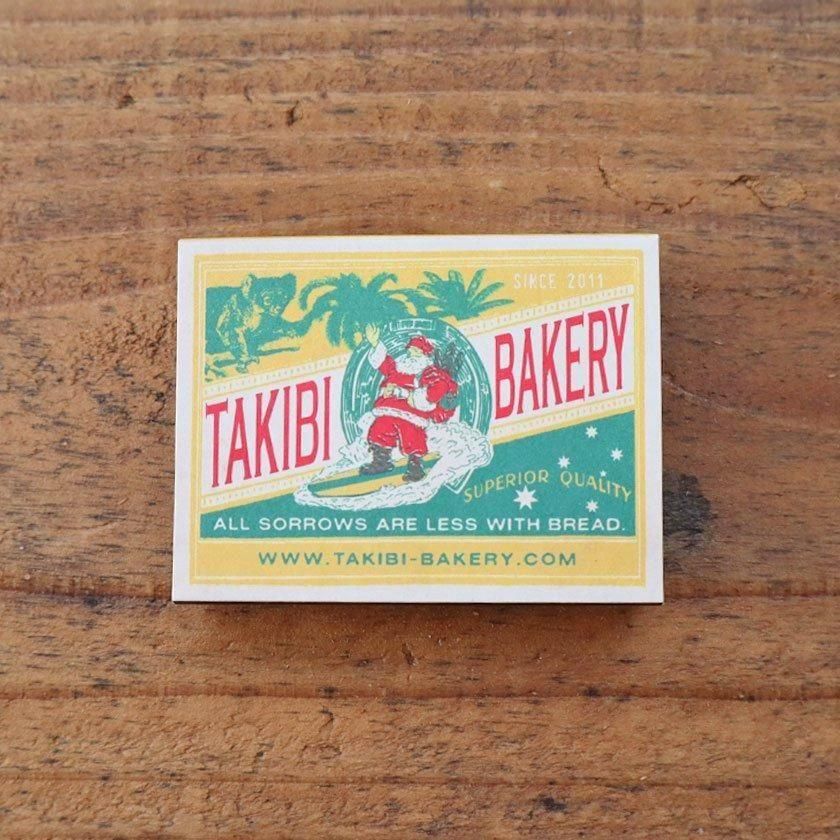 SINCE 2011
TAKIBI BAKERY
SUPERIOR QUALITY
ALL SORROWS ARE LESS WITH BREAD.
WWW.TAKIBI-BAKERY.COM